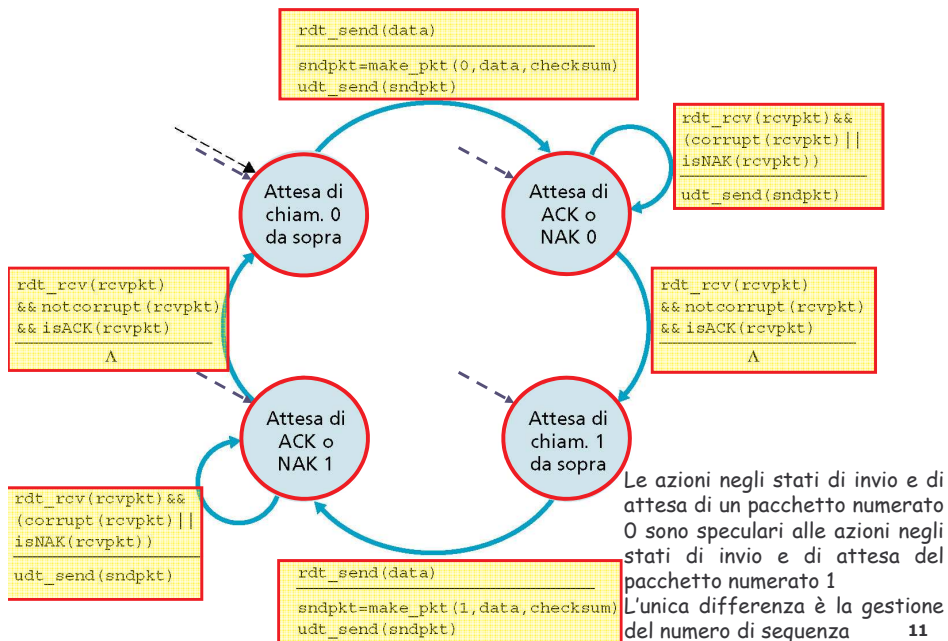 rdt_send(data)
sndpkt=make_pkt(0,data,checksum)
udt_send(sndpkt)
rdt_rcv(rcvpkt)&&
(corrupt(rcvpkt)||
isNAK(rcvpkt))
udt_send(sndpkt)
Attesa di
chiam. 0
da sopra
Attesa di
ACK o
NAK 0
rdt_rcv(rcvpkt)
&& notcorrupt(rcvpkt)
&& isACK(rcvpkt)
Λ
rdt_rcv(rcvpkt)
&& notcorrupt(rcvpkt)
&& isACK(rcvpkt)
Λ
Attesa di
ACK o
NAK 1
Attesa di
chiam. 1
da sopra
rdt_rcv(rcvpkt)&&
(corrupt(rcvpkt)||
isNAK(rcvpkt))
udt_send(sndpkt)
rdt_send(data)
sndpkt=make_pkt(1,data,checksum)
udt_send(sndpkt)
Le azioni negli stati di invio e di
attesa di un pacchetto numerato
0 sono speculari alle azioni negli
stati di invio e di attesa del
pacchetto numerato 1
L'unica differenza è la gestione
del numero di sequenza
11